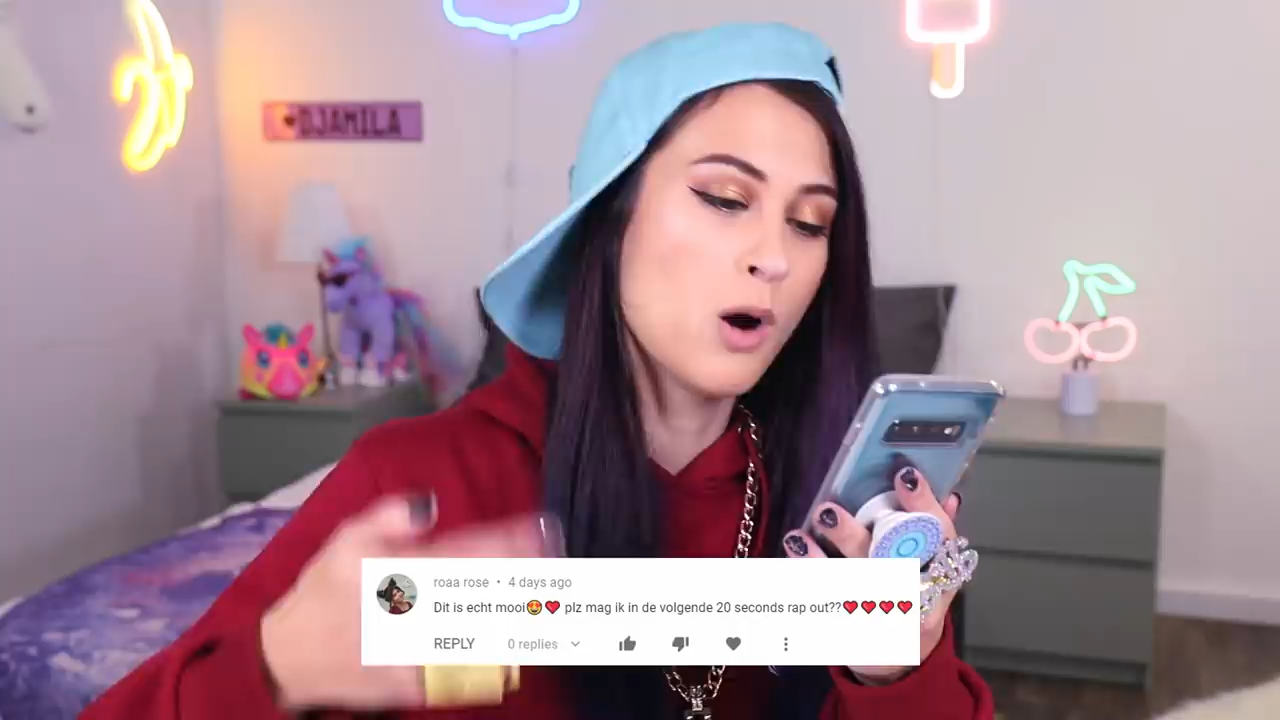 DJAMILA
roaa rose • 4 days ago
Dit is echt mooi😍❤️ plz mag ik in de volgende 20 seconds rap out??❤️❤️❤️❤️
REPLY 0 replies